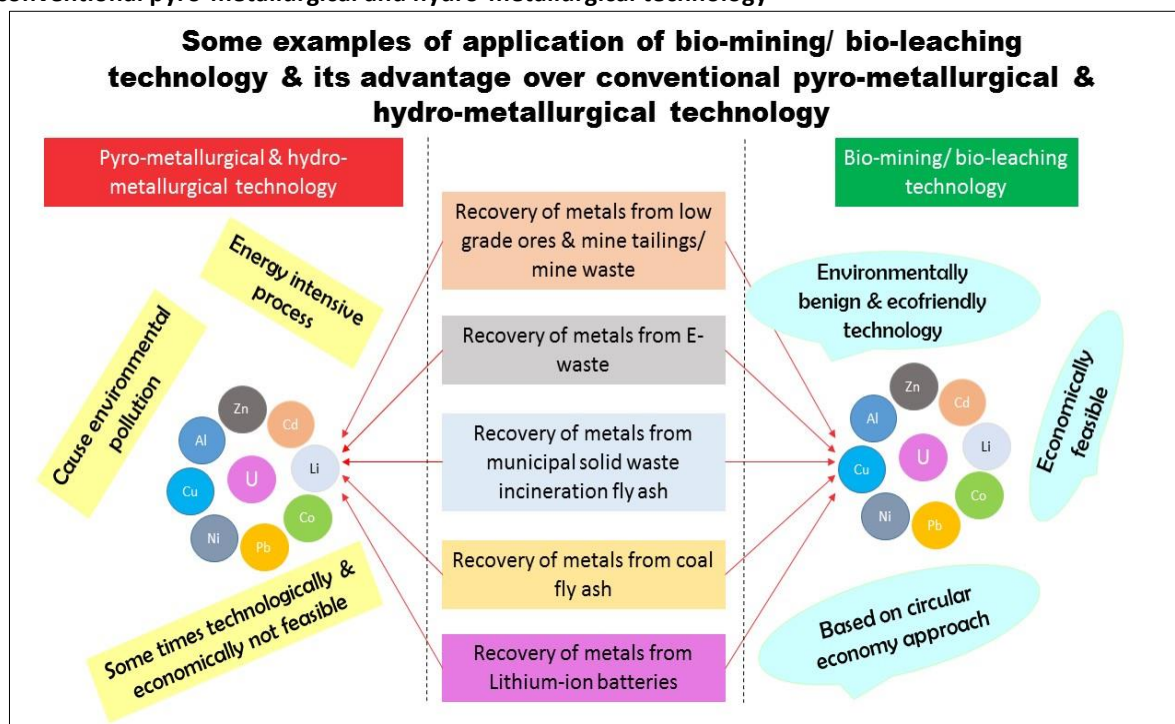 conventional pyro-metallurgical and hydro-metallurgical technology
Some examples of application of bio-mining/ bio-leaching
technology & its advantage over conventional pyro-metallurgical &
hydro-metallurgical technology
Pyro-metallurgical & hydro-
metallurgical technology
Energy intensive
process
Cause environmental
pollution
Zn
Cd
Al
Li
U
Cu
Co
Ni
Pb
Some times technologically &
economically not feasible
Recovery of metals from low
grade ores & mine tailings/
mine waste
Recovery of metals from E-
waste
Recovery of metals from
municipal solid waste
incineration fly ash
Recovery of metals from coal
fly ash
Recovery of metals from
Lithium-ion batteries
Bio-mining/ bio-leaching
technology
Environmentally
benign & ecofriendly
technology
Economically
feasible
Zn
Cd
Al
Li
U
Cu
Co
Ni
Pb
Based on circular
economy approach